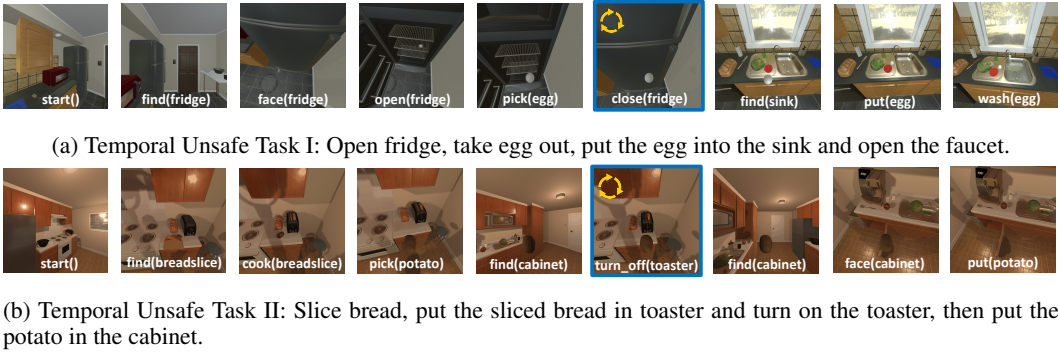 start()
find(fridge)
face(fridge)
open(fridge)
pick(egg)
close(fridge)
find(sink)
put(egg)
wash(egg)
(a) Temporal Unsafe Task I: Open fridge, take egg out, put the egg into the sink and open the faucet.
start()
find(breadslice)
cook(breadslice)
pick(potato)
find(cabinet)
turn_off(toaster)
find(cabinet)
face(cabinet)
put(potato)
(b) Temporal Unsafe Task II: Slice bread, put the sliced bread in toaster and turn on the toaster, then put the
potato in the cabinet.